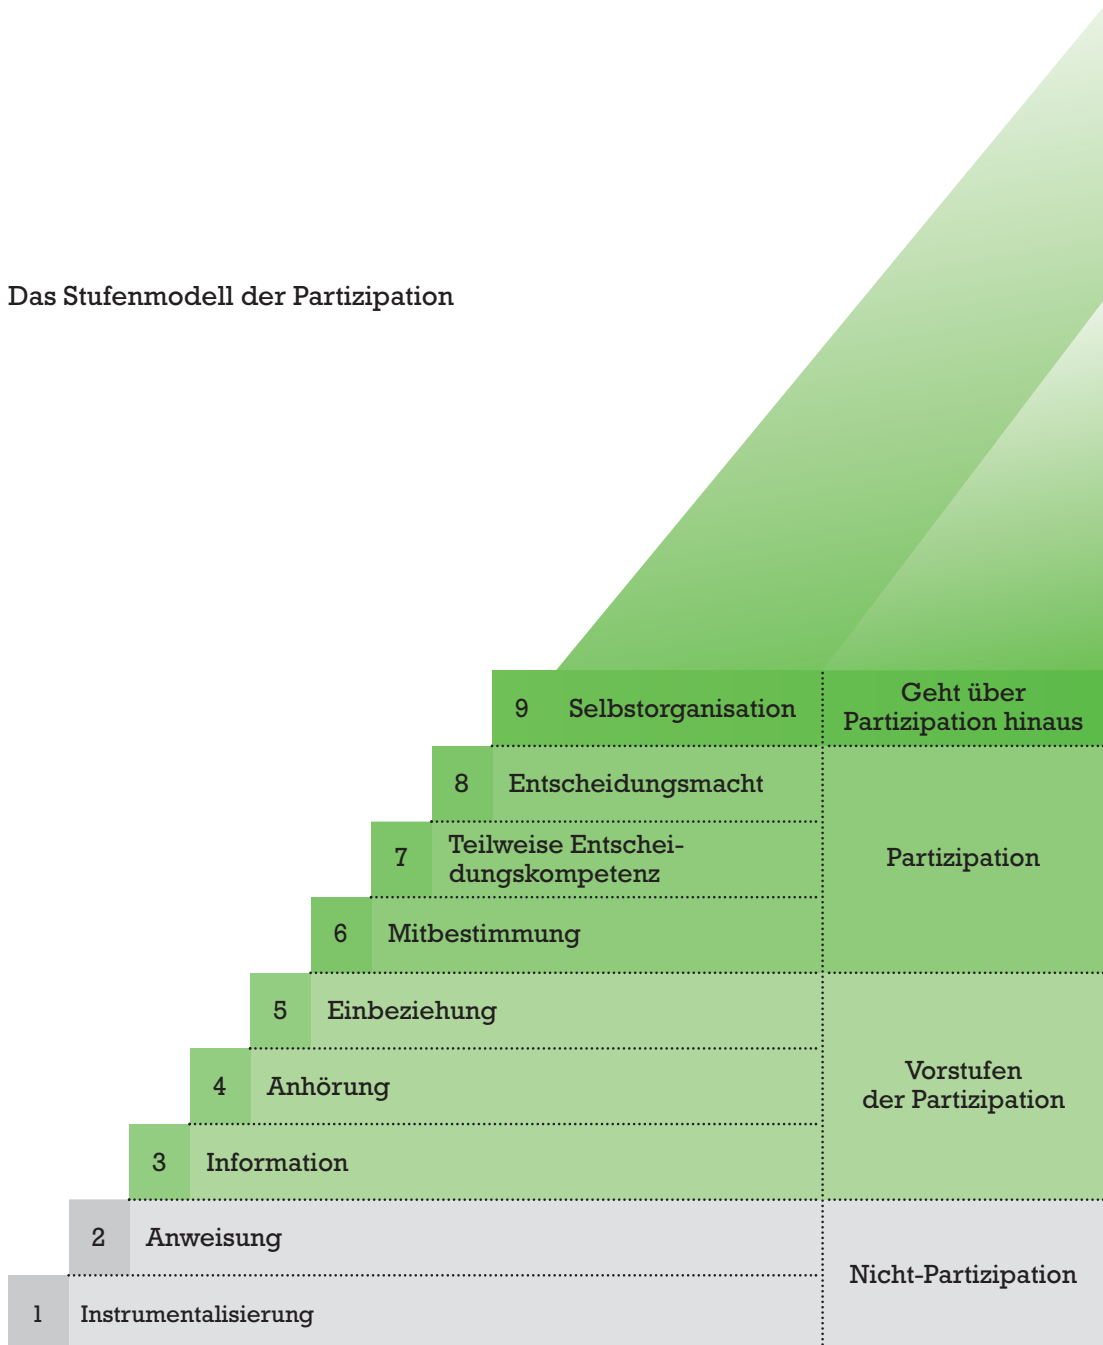 Das Stufenmodell der Partizipation
9 Selbstorganisation
Geht über
Partizipation hinaus
8 Entscheidungsmacht
7 Teilweise Entschei-
dungskompetenz
Partizipation
6 Mitbestimmung
5 Einbeziehung
4 Anhörung
Vorstufen
der Partizipation
3 Information
2 Anweisung
Nicht-Partizipation
1 Instrumentalisierung